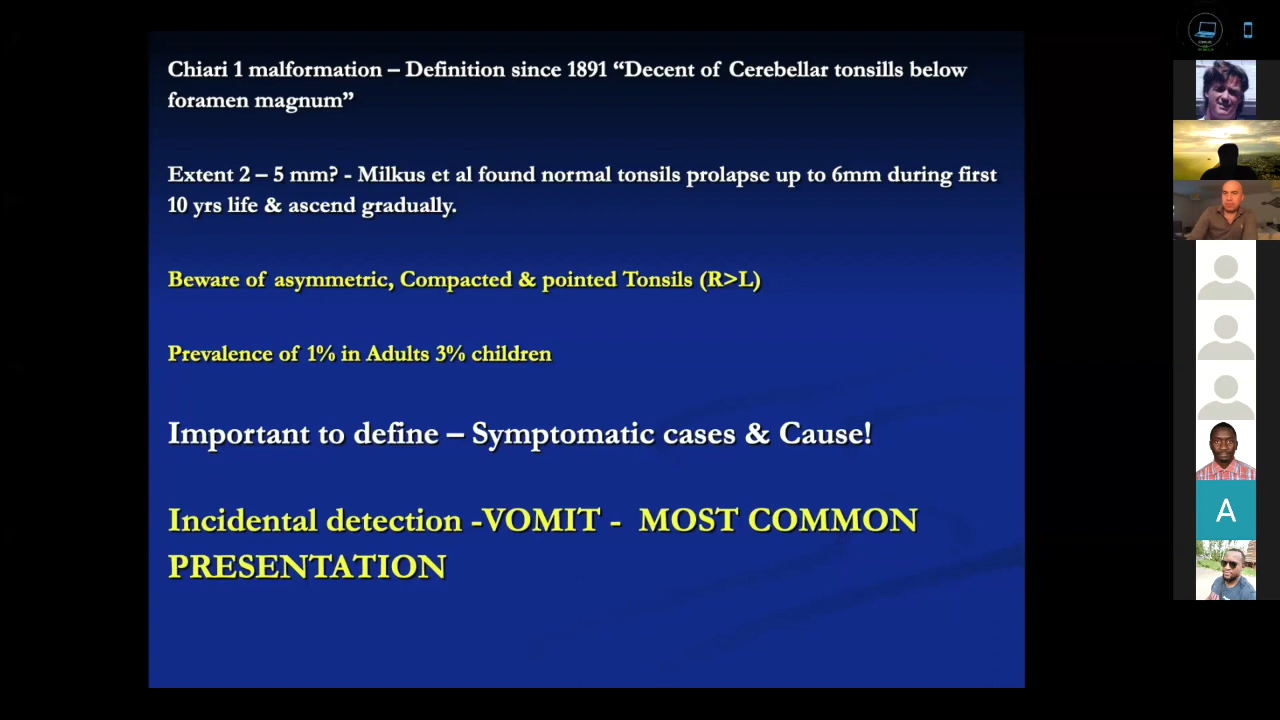 Chiari 1 malformation – Definition since 1891 “Decent of Cerebellar tonsills below
foramen magnum”
Extent 2 – 5 mm? - Milkus et al found normal tonsils prolapse up to 6mm during first
10 yrs life & ascend gradually.
Beware of asymmetric, Compacted & pointed Tonsils (R>L)
Prevalence of 1% in Adults 3% children
Important to define – Symptomatic cases & Cause!
Incidental detection -VOMIT - MOST COMMON
PRESENTATION
A